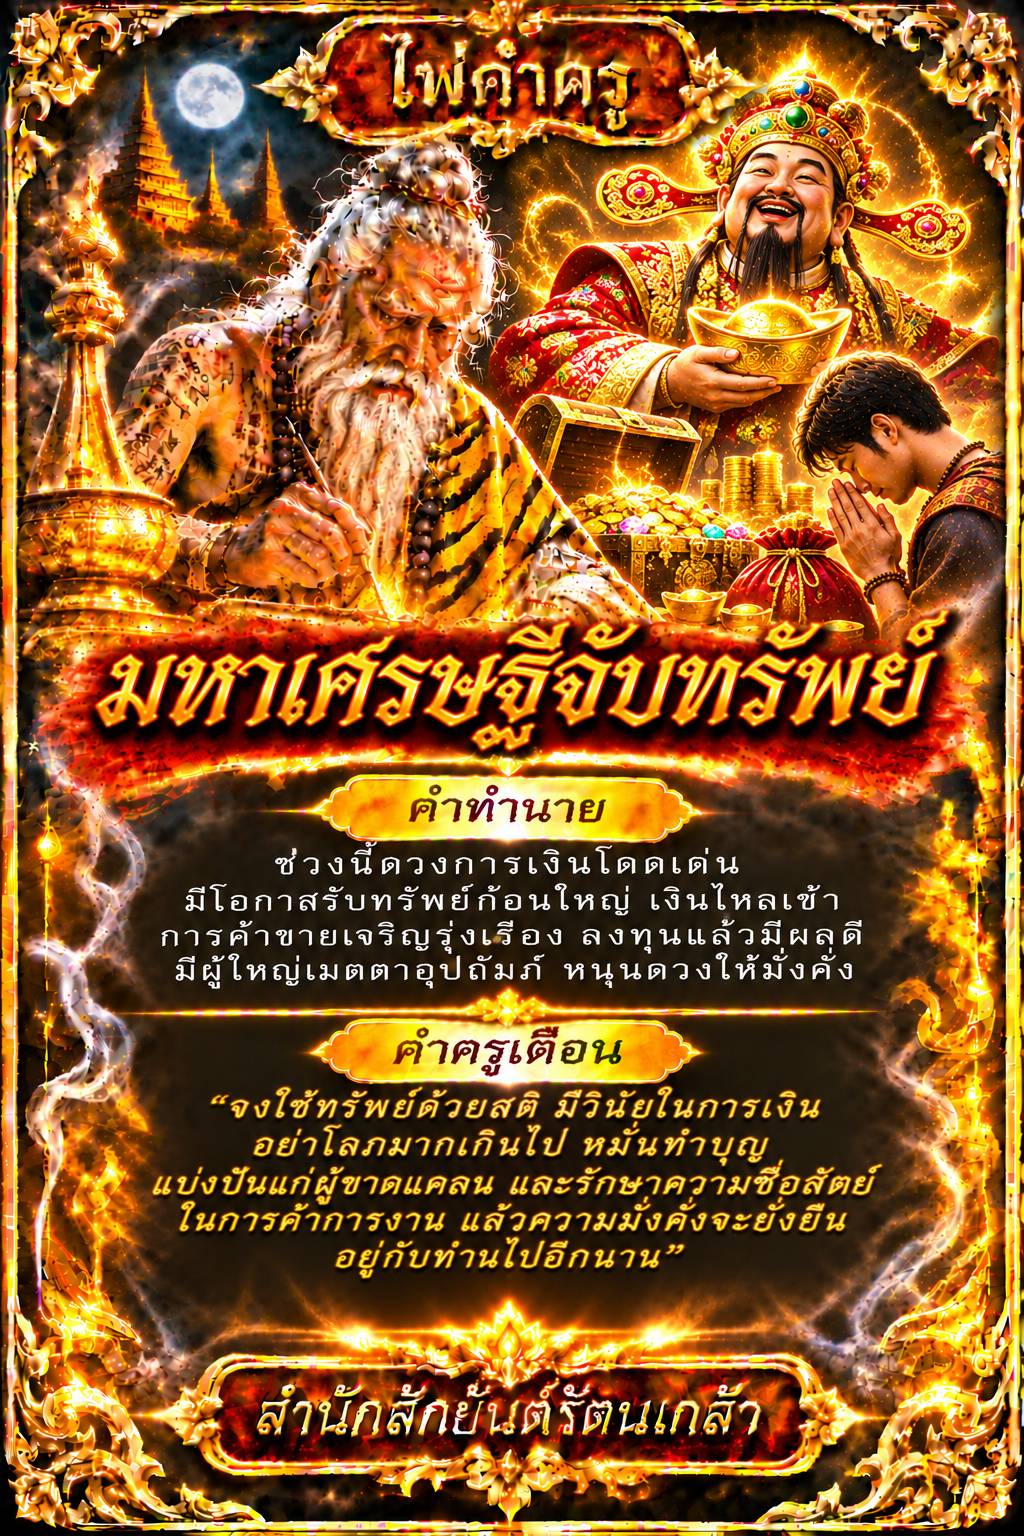 ไพ่คำครู
มหาเศรษฐีจับทรัพย์
คำทำนาย
ช่วงนี้ดวงการเงินโดดเด่น
มีโอกาสรับทรัพย์ก้อนใหญ่ เงินไหลเข้า
การค้าขายเจริญรุ่งเรือง ลงทุนแล้วมีผลดี
มีผู้ใหญ่เมตตาอุปถัมภ์ หนุนดวงให้มั่งคั่ง
คำครูเตือน
“จงใช้ทรัพย์ด้วยสติ มีวินัยในการเงิน
อย่าโลภมากเกินไป หมั่นทำบุญ
แบ่งปันแก่ผู้ขาดแคลน และรักษาความซื่อสัตย์
ในการค้าการงาน แล้วความมั่งคั่งจะยั่งยืน
อยู่กับท่านไปอีกนาน”
สำนักสักยันต์รัตนเกล้า